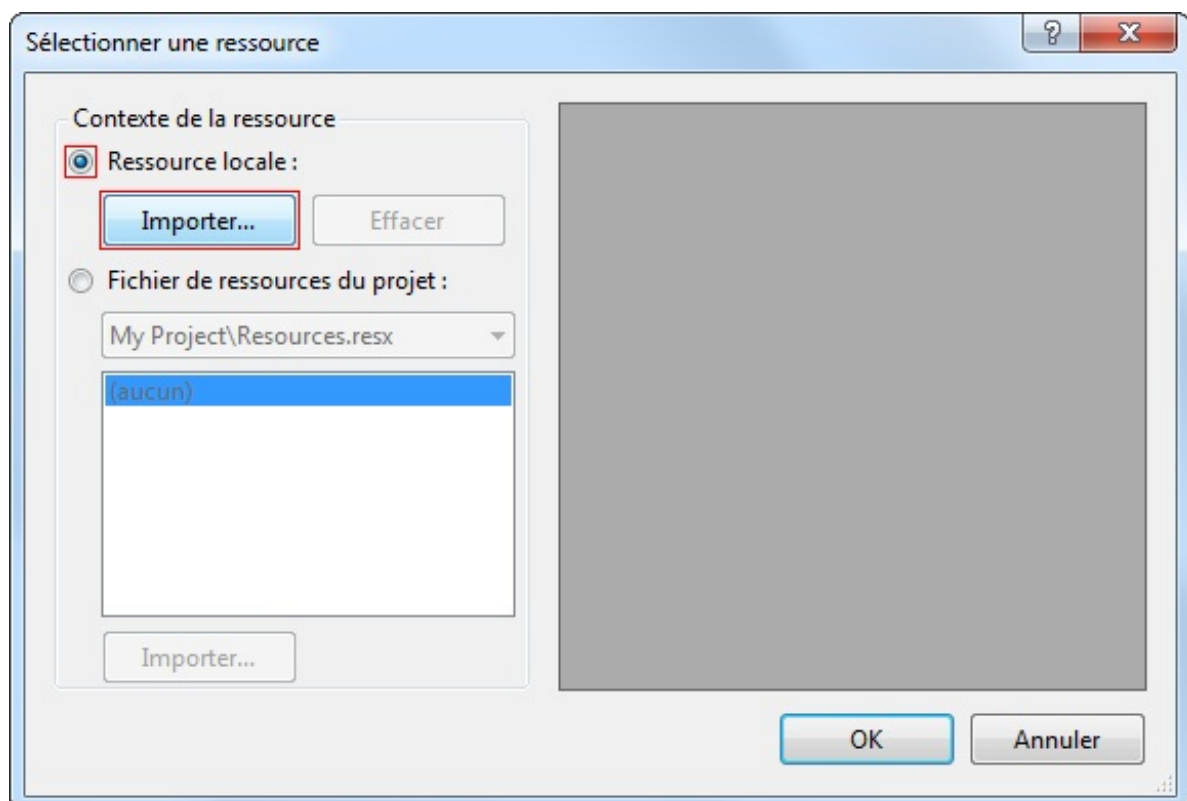 Sélectionner une ressource
Contexte de la ressource
Ressource locale :
Importer... Effacer
Fichier de ressources du projet :
My Project\Resources.resx
(aucun)
Importer...
OK Annuler